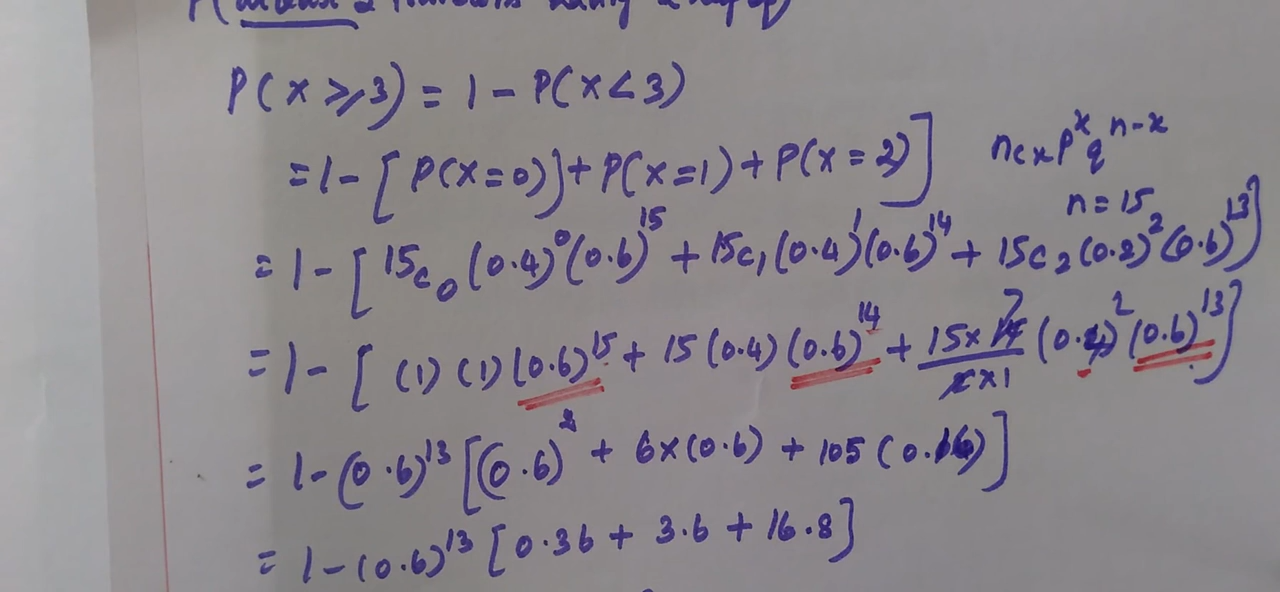 P(
P(X ⩾ 3) = 1 - P(X < 3)
= 1 - [ P(X=0)] + P(X=1) + P(X=2) ] ncx p^x q^n-x
n = 15
= 1 - [ 15c0 (0.4)^0 (0.6)^15 + 15c1 (0.4)^1 (0.6)^14 + 15c2 (0.2)^2 (0.6)^13 ]
= 1 - [ (1) (1) (0.6)^15 + 15 (0.4) (0.6)^14 + 15 x 14 7 / 2 x 1 (0.4)^2 (0.6)^13 ]
= 1 - (0.6)^13 [ (0.6)^2 + 6 x (0.6) + 105 (0.16) ]
= 1 - (0.6)^13 [ 0.36 + 3.6 + 16.8 ]